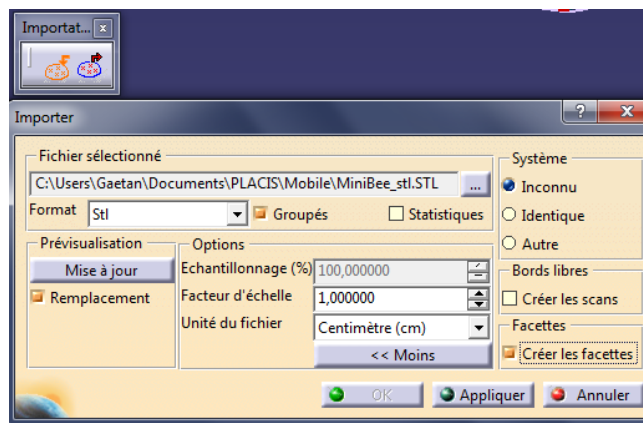 Importat...
Importer
Fichier sélectionné
C:\Users\Gaetan\Documents\PLACIS\Mobile\MiniBee_stl.STL ...
Format Stl Groupés Statistiques
Prévisualisation
Mise à jour
Remplacement
Options
Echantillonnage (%) 100,000000
Facteur d'échelle 1,000000
Unité du fichier Centimètre (cm)
<< Moins
Système
Inconnu
Identique
Autre
Bords libres
Créer les scans
Facettes
Créer les facettes
OK Appliquer Annuler